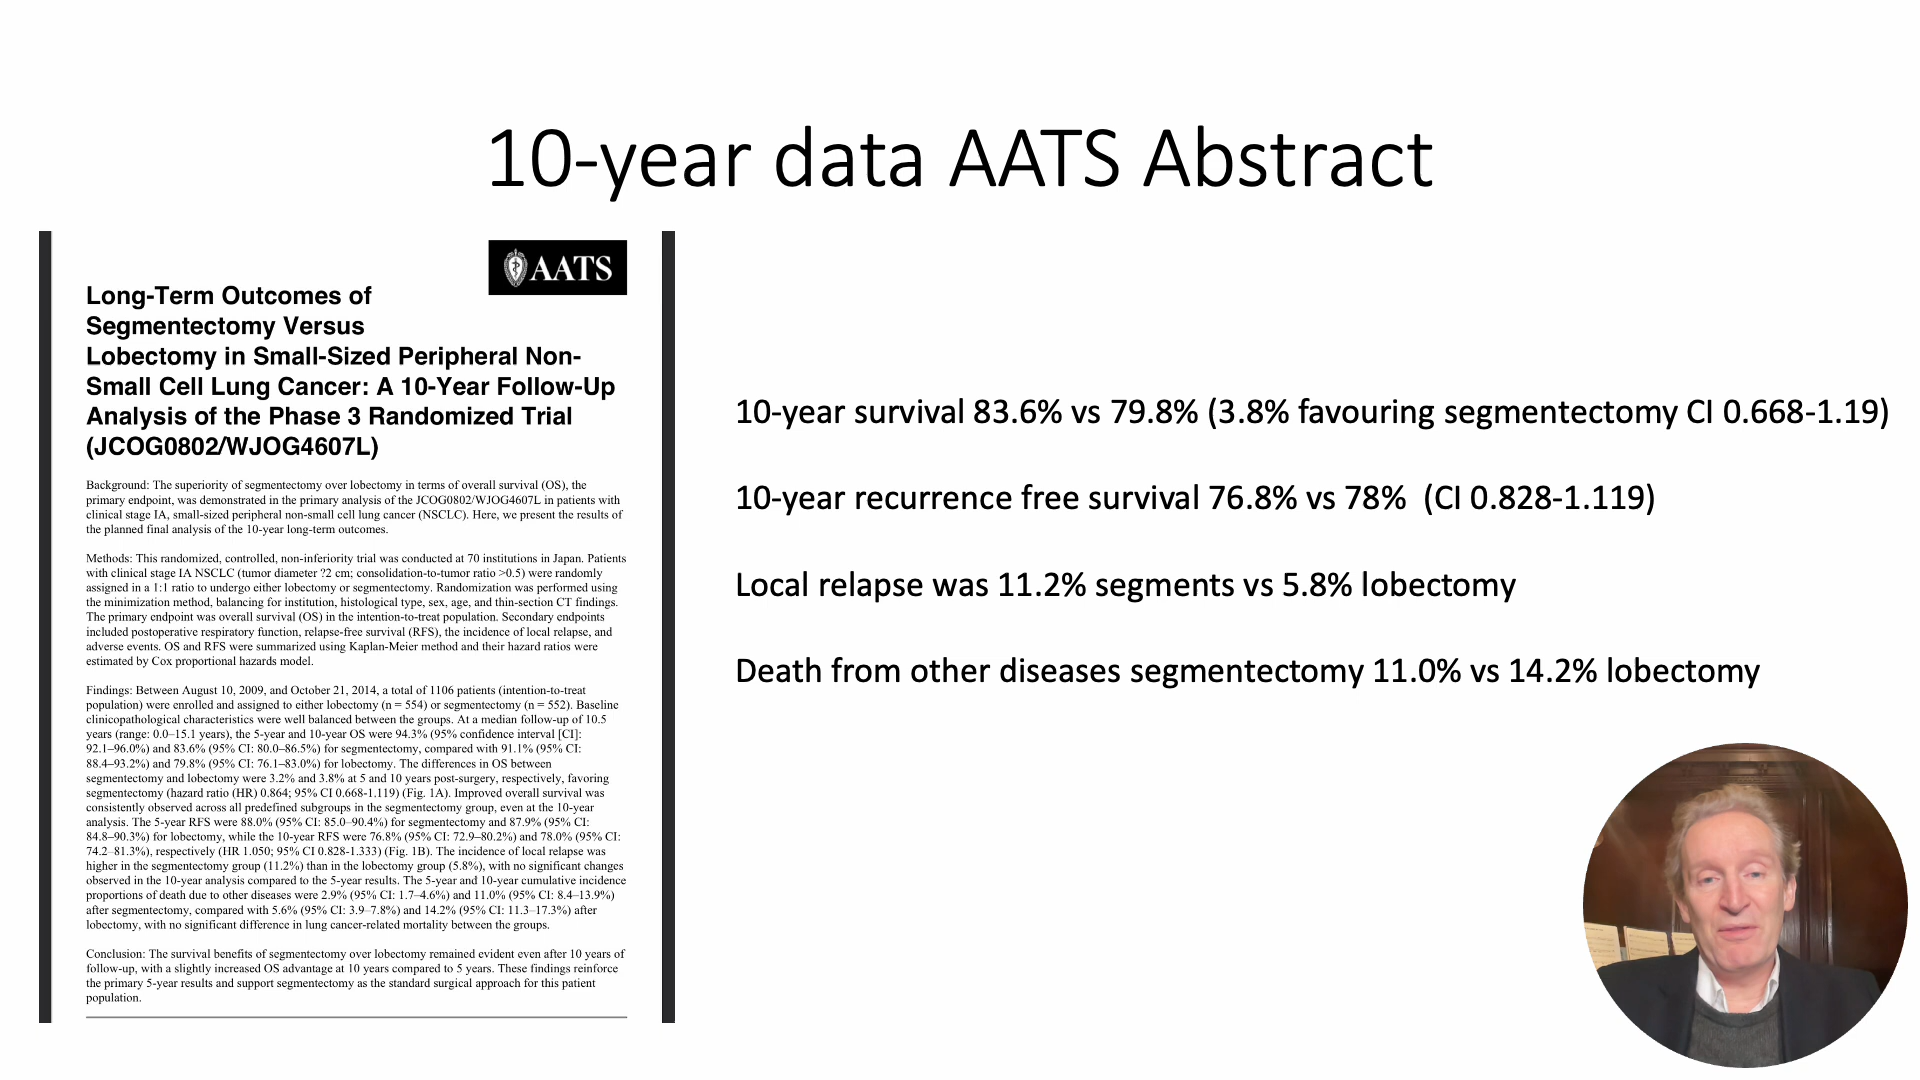 10-year data AATS Abstract
AATS
Long-Term Outcomes of
Segmentectomy Versus
Lobectomy in Small-Sized Peripheral Non-
Small Cell Lung Cancer: A 10-Year Follow-Up
Analysis of the Phase 3 Randomized Trial
(JCOG0802/WJOG4607L)
Background: The superiority of segmentectomy over lobectomy in terms of overall survival (OS), the
primary endpoint, was demonstrated in the primary analysis of the JCOG0802/WJOG4607L in patients with
clinical stage IA, small-sized peripheral non-small cell lung cancer (NSCLC). Here, we present the results of
the planned final analysis of the 10-year long-term outcomes.
Methods: This randomized, controlled, non-inferiority trial was conducted at 70 institutions in Japan. Patients
with clinical stage IA NSCLC (tumor diameter ?2 cm; consolidation-to-tumor ratio >0.5) were randomly
assigned in a 1:1 ratio to undergo either lobectomy or segmentectomy. Randomization was performed using
the minimization method, balancing for institution, histological type, sex, age, and thin-section CT findings.
The primary endpoint was overall survival (OS) in the intention-to-treat population. Secondary endpoints
included postoperative respiratory function, relapse-free survival (RFS), the incidence of local relapse, and
adverse events. OS and RFS were summarized using Kaplan-Meier method and their hazard ratios were
estimated by Cox proportional hazards model.
Findings: Between August 10, 2009, and October 21, 2014, a total of 1106 patients (intention-to-treat
population) were enrolled and assigned to either lobectomy (n = 554) or segmentectomy (n = 552). Baseline
clinicopathological characteristics were well balanced between the groups. At a median follow-up of 10.5
years (range: 0.0–15.1 years), the 5-year and 10-year OS were 94.3% (95% confidence interval [CI]:
92.1–96.0%) and 83.6% (95% CI: 80.0–86.5%) for segmentectomy, compared with 91.1% (95% CI:
88.4–93.2%) and 79.8% (95% CI: 76.1–83.0%) for lobectomy. The differences in OS between
segmentectomy and lobectomy were 3.2% and 3.8% at 5 and 10 years post-surgery, respectively, favoring
segmentectomy (hazard ratio (HR) 0.864; 95% CI 0.668-1.119) (Fig. 1A). Improved overall survival was
consistently observed across all predefined subgroups in the segmentectomy group, even at the 10-year
analysis. The 5-year RFS were 88.0% (95% CI: 85.0–90.4%) for segmentectomy and 87.9% (95% CI:
84.8–90.3%) for lobectomy, while the 10-year RFS were 76.8% (95% CI: 72.9–80.2%) and 78.0% (95% CI:
74.2–81.3%), respectively (HR 1.050; 95% CI 0.828-1.333) (Fig. 1B). The incidence of local relapse was
higher in the segmentectomy group (11.2%) than in the lobectomy group (5.8%), with no significant changes
observed in the 10-year analysis compared to the 5-year results. The 5-year and 10-year cumulative incidence
proportions of death due to other diseases were 2.9% (95% CI: 1.7–4.6%) and 11.0% (95% CI: 8.4–13.9%)
after segmentectomy, compared with 5.6% (95% CI: 3.9–7.8%) and 14.2% (95% CI: 11.3–17.3%) after
lobectomy, with no significant difference in lung cancer-related mortality between the groups.
Conclusion: The survival benefits of segmentectomy over lobectomy remained evident even after 10 years of
follow-up, with a slightly increased OS advantage at 10 years compared to 5 years. These findings reinforce
the primary 5-year results and support segmentectomy as the standard surgical approach for this patient
population.
10-year survival 83.6% vs 79.8% (3.8% favouring segmentectomy CI 0.668-1.19)
10-year recurrence free survival 76.8% vs 78% (CI 0.828-1.119)
Local relapse was 11.2% segments vs 5.8% lobectomy
Death from other diseases segmentectomy 11.0% vs 14.2% lobectomy